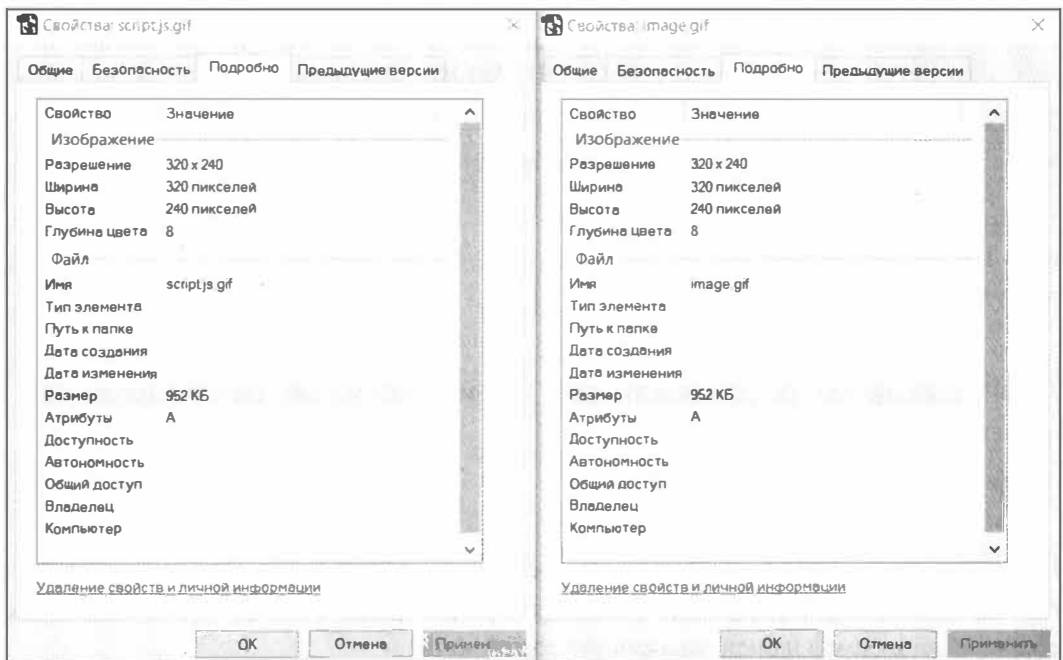 Свойства: script.js.gif
Общие Безопасность Подробно Предыдущие версии
Свойство Значение
Изображение
Разрешение 320 x 240
Ширина 320 пикселей
Высота 240 пикселей
Глубина цвета 8
Файл
Имя script.js.gif
Тип элемента
Путь к папке
Дата создания
Дата изменения
Размер 952 КБ
Атрибуты A
Доступность
Автономность
Общий доступ
Владелец
Компьютер
Удаление свойств и личной информации
OK Отмена Примен
Свойства: image.gif
Общие Безопасность Подробно Предыдущие версии
Свойство Значение
Изображение
Разрешение 320 x 240
Ширина 320 пикселей
Высота 240 пикселей
Глубина цвета 8
Файл
Имя image.gif
Тип элемента
Путь к папке
Дата создания
Дата изменения
Размер 952 КБ
Атрибуты A
Доступность
Автономность
Общий доступ
Владелец
Компьютер
Удаление свойств и личной информации
OK Отмена Применить